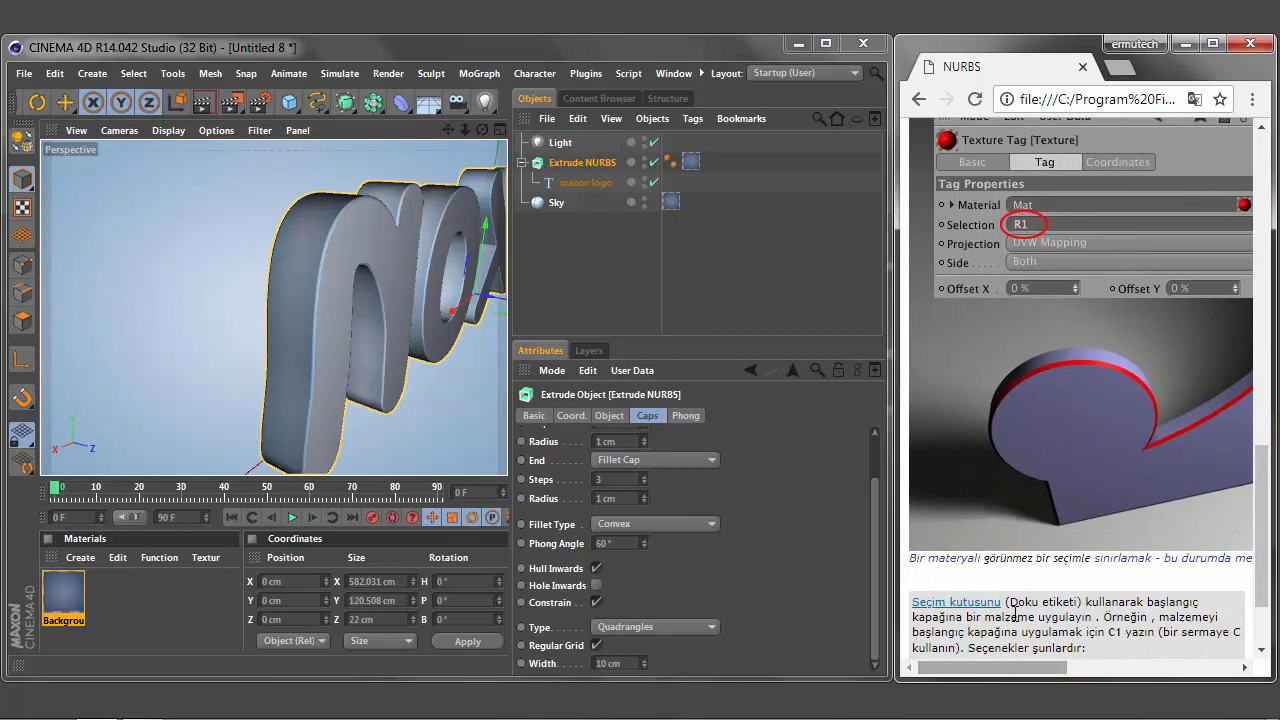 CINEMA 4D R14.042 Studio (32 Bit) - [Untitled 8 *]
File Edit Create Select Tools Mesh Snap Animate Simulate Render Sculpt MoGraph Character Plugins Script Window Layout: Startup (User)
X Y Z
View Cameras Display Options Filter Panel
Perspective
Y
X Z
0 10 20 30 40 50 60 70 80 90 0 F
0 F 0 90 F P
Materials
Create Edit Function Textur
Backgrou
MAXON
CINEMA 4D
Coordinates
Position Size Rotation
X 0 cm X 582.031 cm H 0 °
Y 0 cm Y 120.508 cm P 0 °
Z 0 cm Z 22 cm B 0 °
Object (Rel) Size Apply
Objects Content Browser Structure
File Edit View Objects Tags Bookmarks
Light
Extrude NURBS
T maxon logo
Sky
Attributes Layers
Mode Edit User Data
Extrude Object [Extrude NURBS]
Basic Coord. Object Caps Phong
Radius . . . . 1 cm
End Fillet Cap
Steps 3
Radius . . . . 1 cm
Fillet Type . . Convex
Phong Angle 60 °
Hull Inwards
Hole Inwards
Constrain . .
Type Quadrangles
Regular Grid
Width . . . . 10 cm
ermutech
NURBS
file:///C:/Program%20Fi...
Mode Edit User Data
Texture Tag [Texture]
Basic Tag Coordinates
Tag Properties
Material Mat
Selection R1
Projection UVW Mapping
Side . . . . . Both
Offset X . 0 % Offset Y . 0 %
Bir materyali görünmez bir seçimle sınırlamak - bu durumda me
Seçim kutusunu (Doku etiketi) kullanarak başlangıç
kapağına bir malzeme uygulayın . Örneğin , malzemeyi
başlangıç kapağına uygulamak için C1 yazın (bir sermaye C
kullanın). Seçenekler şunlardır: